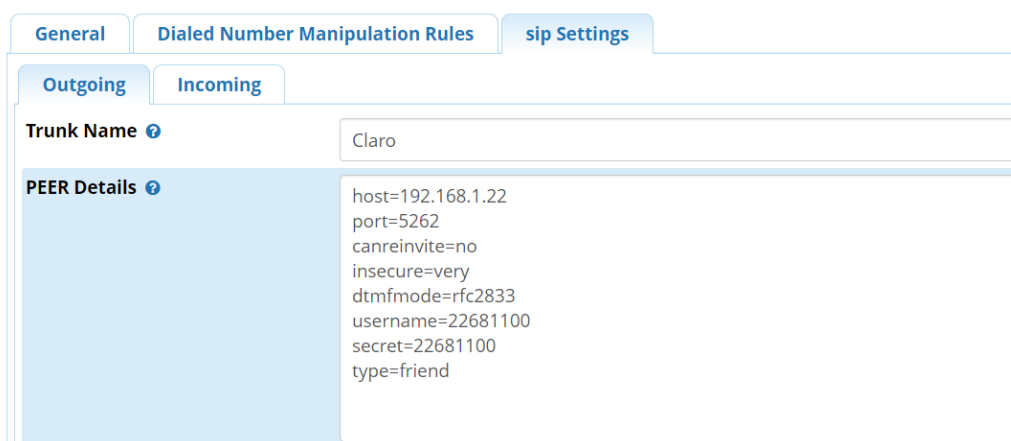 General Dialed Number Manipulation Rules sip Settings
Outgoing Incoming
Trunk Name ?
Claro
PEER Details ?
host=192.168.1.22
port=5262
canreinvite=no
insecure=very
dtmfmode=rfc2833
username=22681100
secret=22681100
type=friend